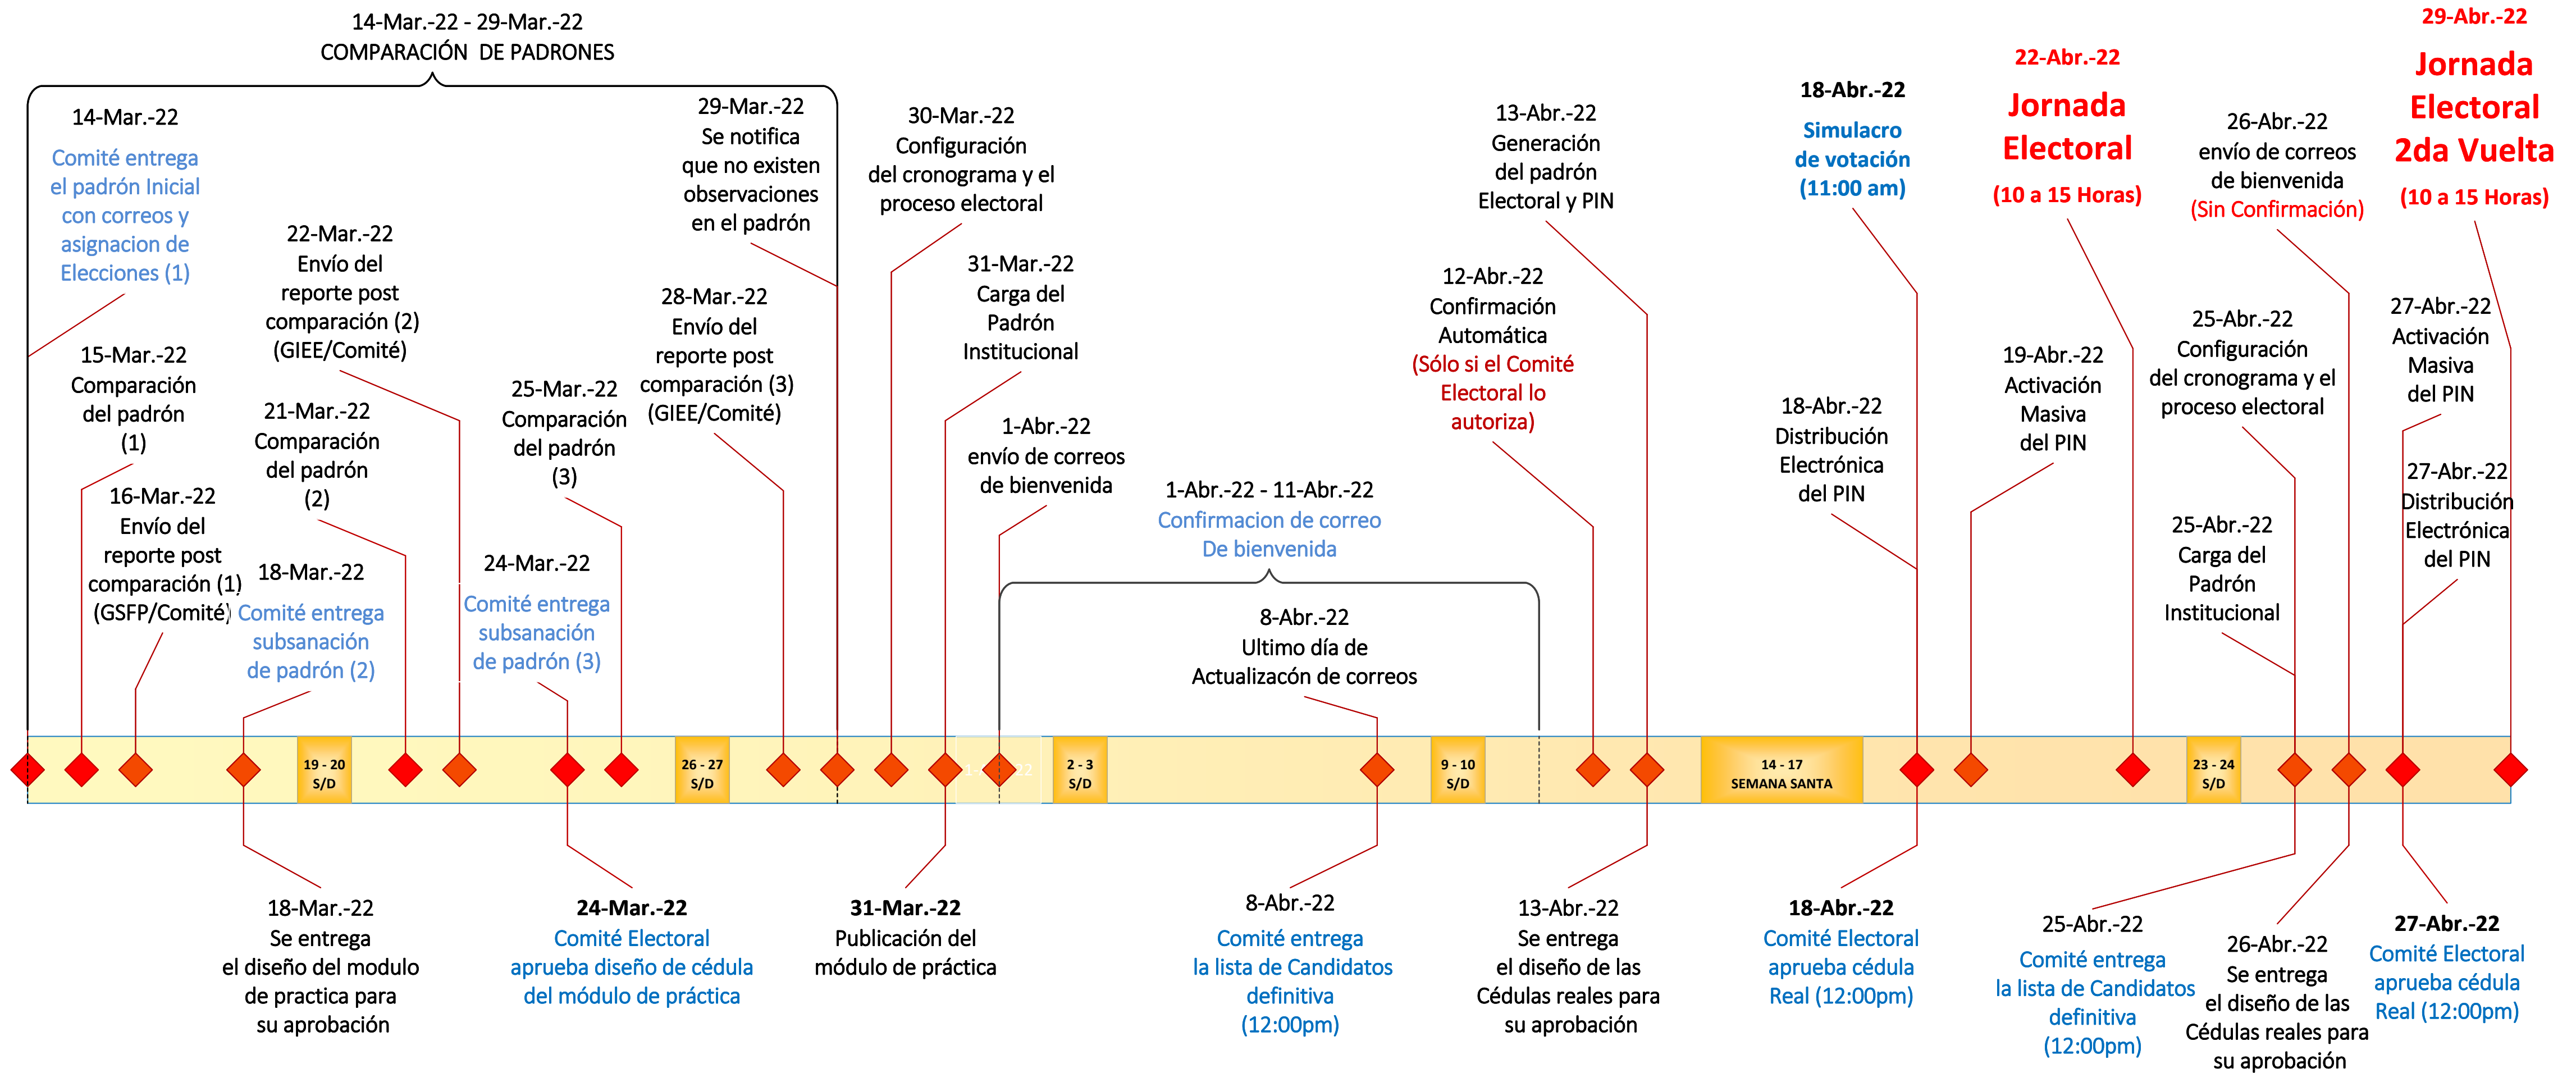 14-Mar.-22 - 29-Mar.-22
COMPARACIÓN  DE PADRONES
14-Mar.-22
Comité entrega
el padrón Inicial
con correos y
asignacion de
Elecciones (1)
15-Mar.-22
Comparación
del padrón
(1)
16-Mar.-22
Envío del
reporte post
comparación (1)
(GSFP/Comité)
18-Mar.-22
Comité entrega
subsanación
de padrón (2)
22-Mar.-22
Envío del
reporte post
comparación (2)
(GIEE/Comité)
21-Mar.-22
Comparación
del padrón
(2)
24-Mar.-22
Comité entrega
subsanación
de padrón (3)
25-Mar.-22
Comparación
del padrón
(3)
28-Mar.-22
Envío del
reporte post
comparación (3)
(GIEE/Comité)
29-Mar.-22
Se notifica
que no existen
observaciones
en el padrón
30-Mar.-22
Configuración
del cronograma y el
proceso electoral
31-Mar.-22
Carga del
Padrón
Institucional
1-Abr.-22
envío de correos
de bienvenida
1-Abr.-22 - 11-Abr.-22
Confirmacion de correo
De bienvenida
8-Abr.-22
Ultimo día de
Actualizacón de correos
12-Abr.-22
Confirmación
Automática
(Sólo si el Comité
Electoral lo
autoriza)
13-Abr.-22
Generación
del padrón
Electoral y PIN
18-Abr.-22
Simulacro
de votación
(11:00 am)
18-Abr.-22
Distribución
Electrónica
del PIN
22-Abr.-22
Jornada
Electoral
(10 a 15 Horas)
19-Abr.-22
Activación
Masiva
del PIN
26-Abr.-22
envío de correos
de bienvenida
(Sin Confirmación)
25-Abr.-22
Configuración
del cronograma y el
proceso electoral
25-Abr.-22
Carga del
Padrón
Institucional
29-Abr.-22
Jornada
Electoral
2da Vuelta
(10 a 15 Horas)
27-Abr.-22
Activación
Masiva
del PIN
27-Abr.-22
Distribución
Electrónica
del PIN
19 - 20
S/D
26 - 27
S/D
2 - 3
S/D
9 - 10
S/D
14 - 17
SEMANA SANTA
23 - 24
S/D
18-Mar.-22
Se entrega
el diseño del modulo
de practica para
su aprobación
24-Mar.-22
Comité Electoral
aprueba diseño de cédula
del módulo de práctica
31-Mar.-22
Publicación del
módulo de práctica
8-Abr.-22
Comité entrega
la lista de Candidatos
definitiva
(12:00pm)
13-Abr.-22
Se entrega
el diseño de las
Cédulas reales para
su aprobación
18-Abr.-22
Comité Electoral
aprueba cédula
Real (12:00pm)
25-Abr.-22
Comité entrega
la lista de Candidatos
definitiva
(12:00pm)
26-Abr.-22
Se entrega
el diseño de las
Cédulas reales para
su aprobación
27-Abr.-22
Comité Electoral
aprueba cédula
Real (12:00pm)